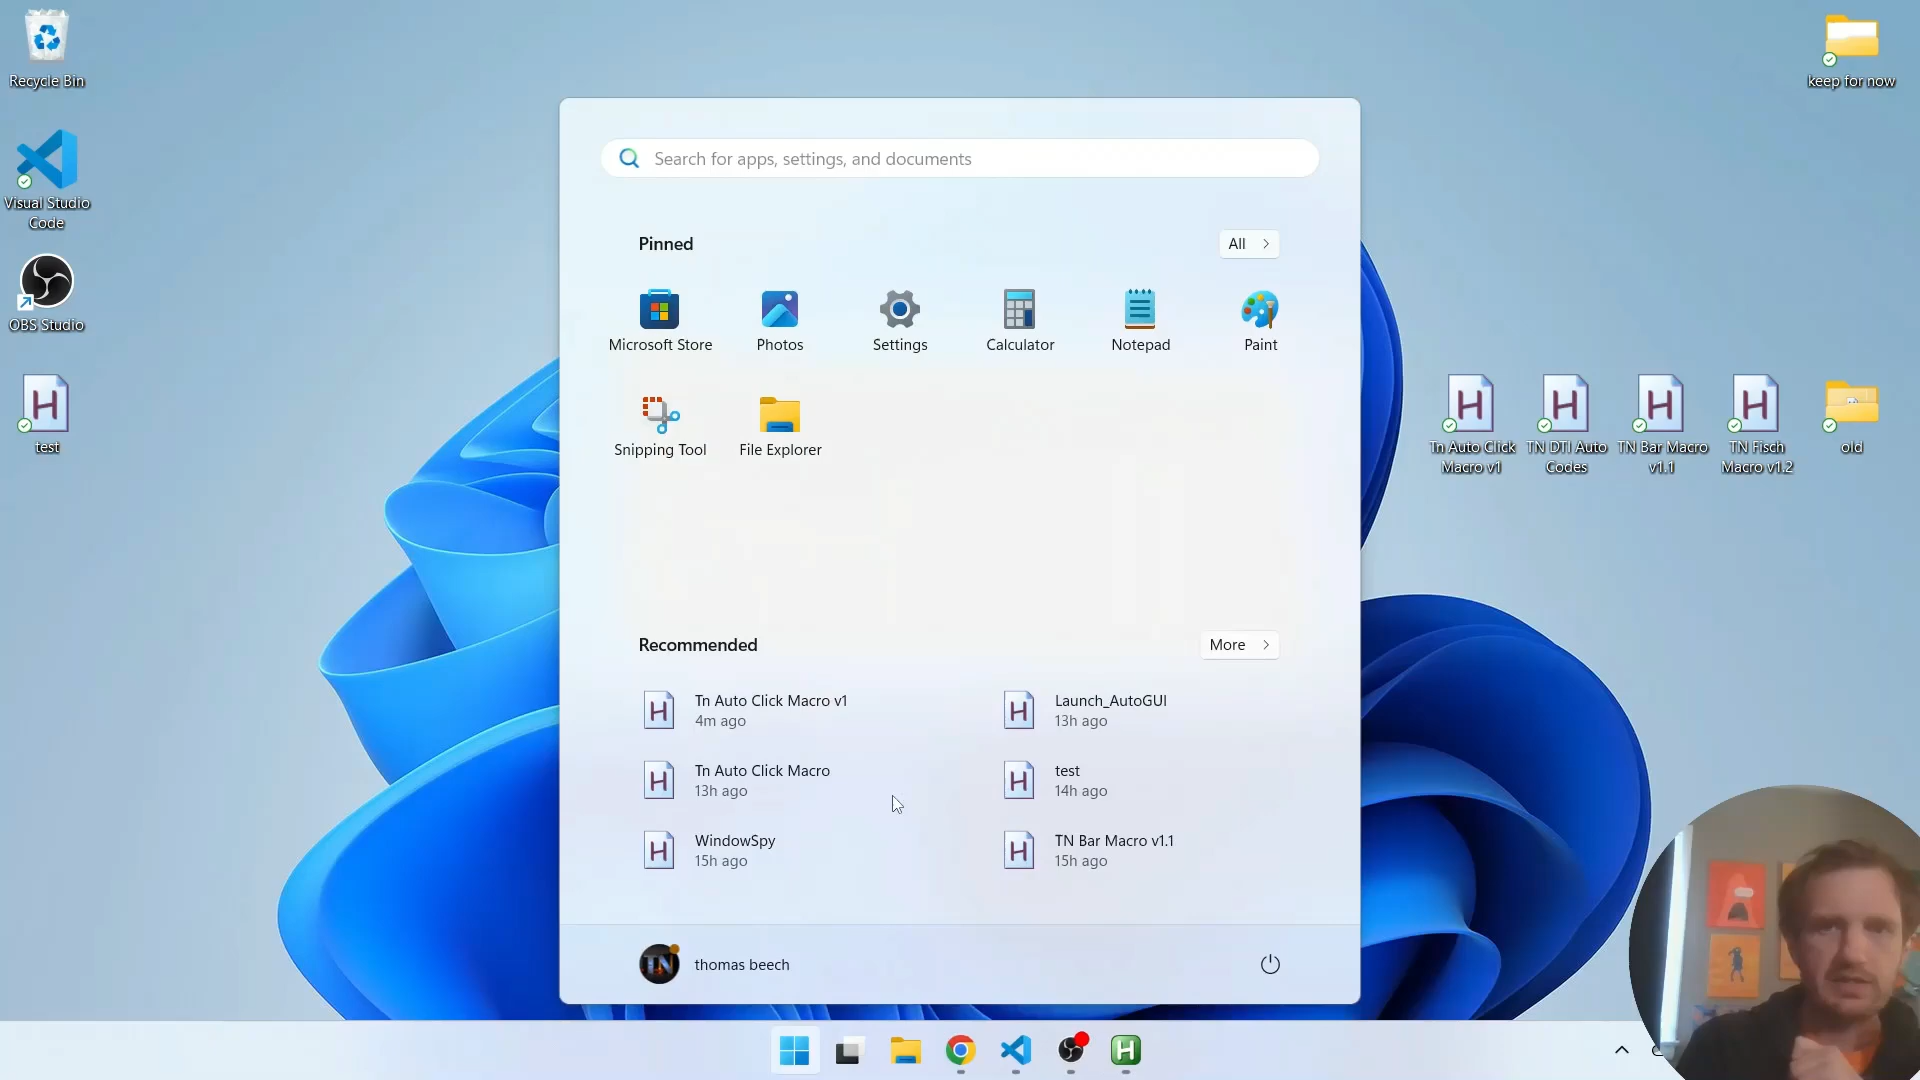 Recycle Bin
keep for now
Visual Studio
Code
OBS Studio
test
Search for apps, settings, and documents
Pinned
All
Microsoft Store
Photos
Settings
Calculator
Notepad
Paint
Snipping Tool
File Explorer
Tn Auto Click
Macro v1
TN DTI Auto
Codes
TN Bar Macro
v1.1
TN Fisch
Macro v1.2
old
Recommended
More
Tn Auto Click Macro v1
4m ago
Launch_AutoGUI
13h ago
Tn Auto Click Macro
13h ago
test
14h ago
WindowSpy
15h ago
TN Bar Macro v1.1
15h ago
TN
thomas beech